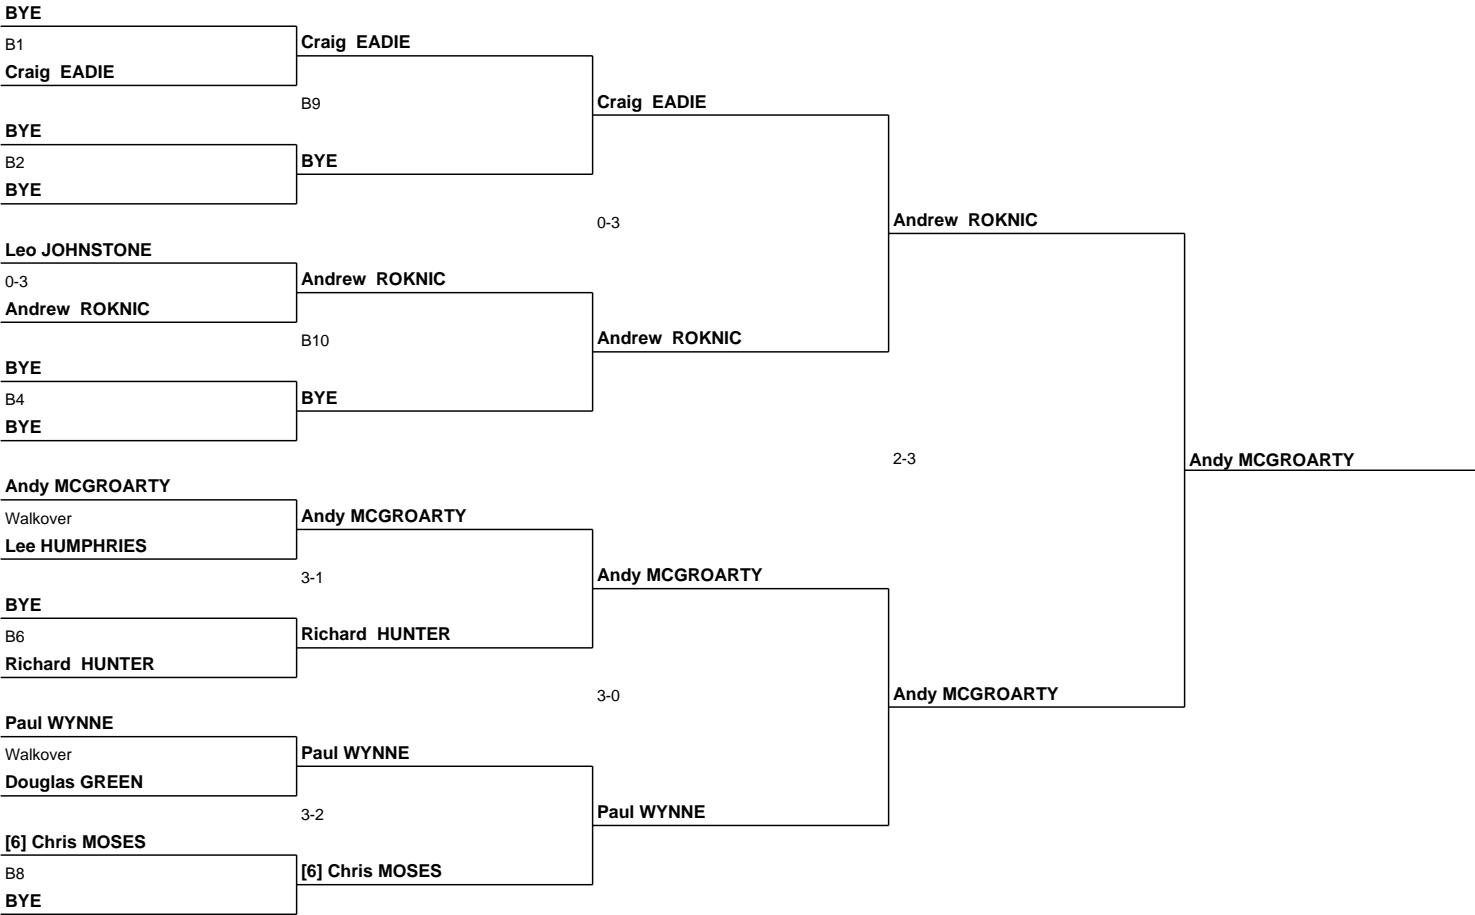 BYE
B1
Craig EADIE
BYE
B2
BYE
Leo JOHNSTONE
0-3
Andrew ROKNIC
BYE
B4
BYE
Andy MCGROARTY
Walkover
Lee HUMPHRIES
BYE
B6
Richard HUNTER
Paul WYNNE
Walkover
Douglas GREEN
[6] Chris MOSES
B8
BYE
Craig EADIE
B9
BYE
Andrew ROKNIC
B10
BYE
Andy MCGROARTY
3-1
Richard HUNTER
Paul WYNNE
3-2
[6] Chris MOSES
Craig EADIE
0-3
Andrew ROKNIC
Andy MCGROARTY
3-0
Paul WYNNE
Andrew ROKNIC
2-3
Andy MCGROARTY
Andy MCGROARTY